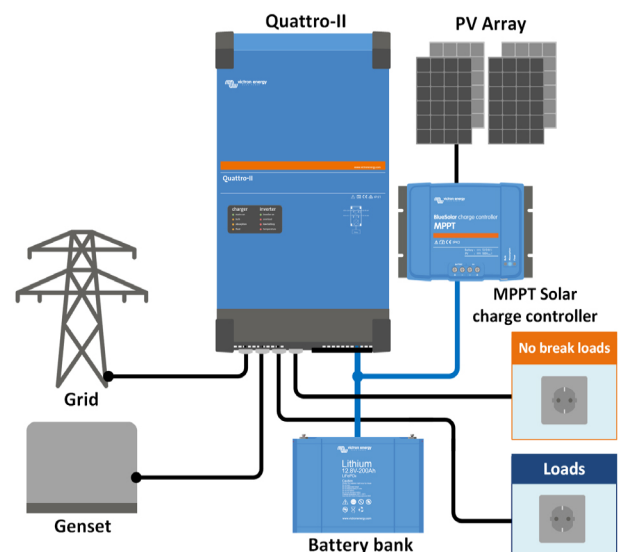 Quattro-II
PV Array
victron energy
Quattro-II
charger
inverter
victron energy
BlueSolar charge controller
MPPT
MPPT Solar
charge controller
No break loads
Grid
Loads
Genset
victron energy
Lithium
12.8V-200Ah
Battery bank